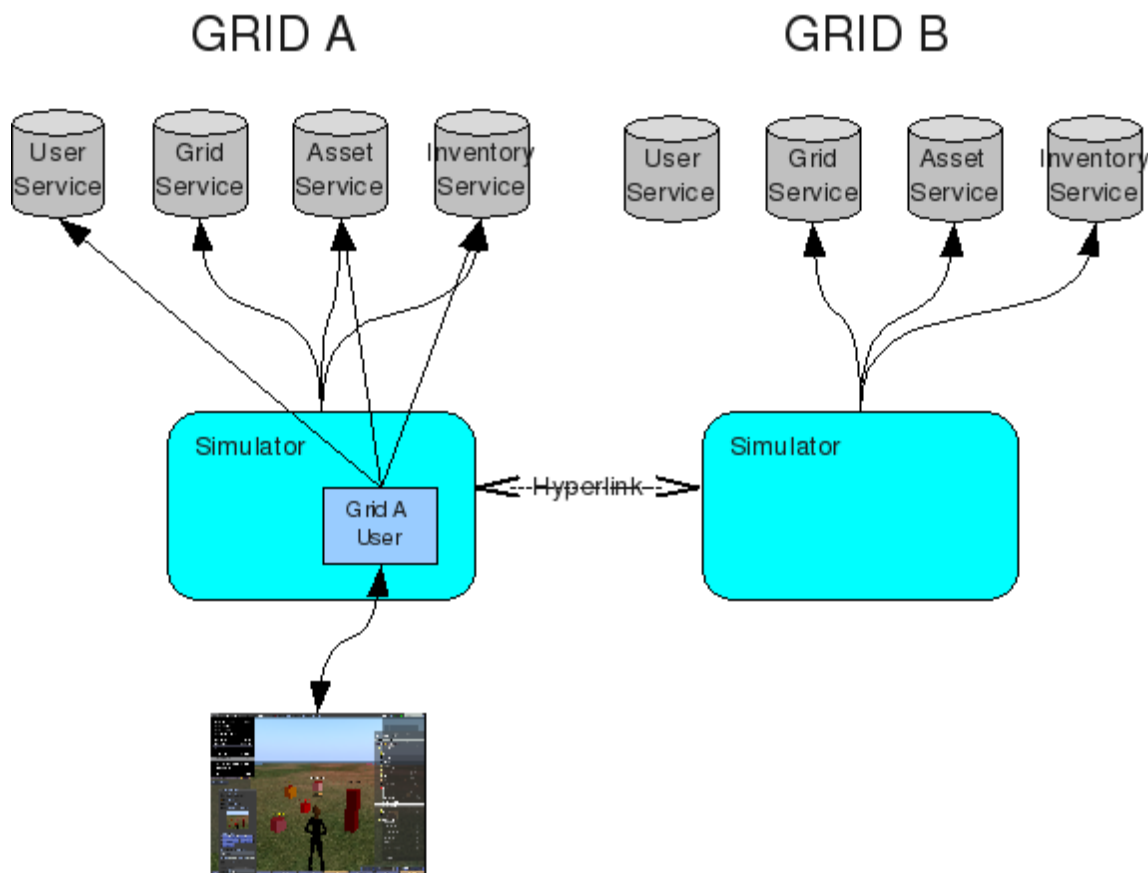 GRID A
GRID B
User
Service
Grid
Service
Asset
Service
Inventory
Service
User
Service
Grid
Service
Asset
Service
Inventory
Service
Simulator
Grid A
User
Hyperlink
Simulator